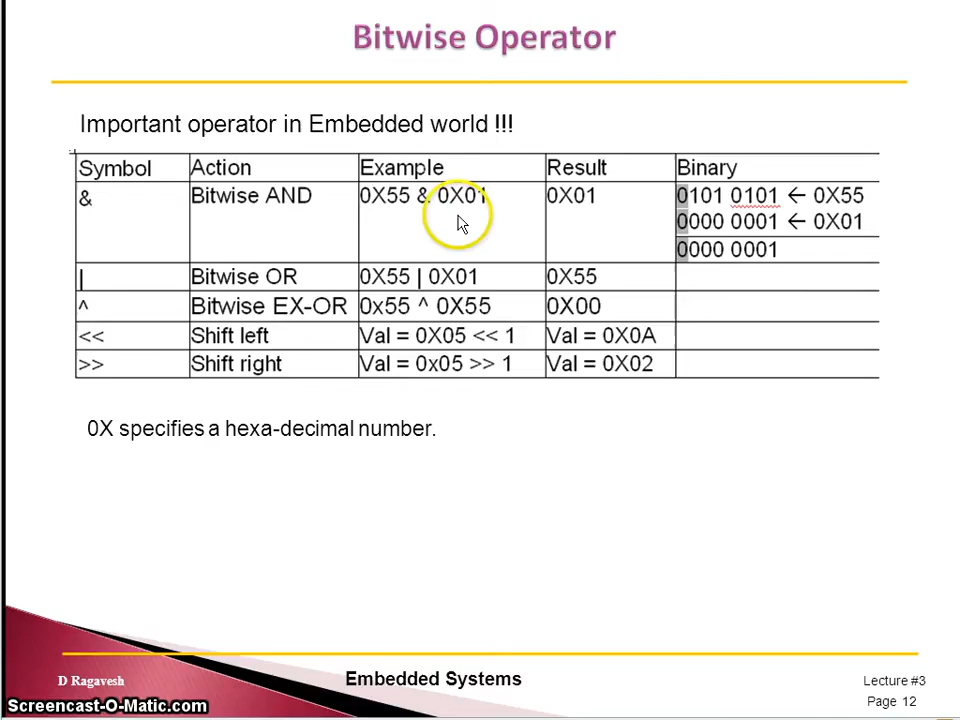 Bitwise Operator
Important operator in Embedded world !!!
Symbol Action Example Result Binary
& Bitwise AND 0X55 & 0X01 0X01 0101 0101 ← 0X55
0000 0001 ← 0X01
0000 0001
| Bitwise OR 0X55 | 0X01 0X55
^ Bitwise EX-OR 0x55 ^ 0X55 0X00
<< Shift left Val = 0X05 << 1 Val = 0X0A
>> Shift right Val = 0x05 >> 1 Val = 0X02
0X specifies a hexa-decimal number.
D Ragavesh Embedded Systems Lecture #3
Page 12
Screencast-O-Matic.com